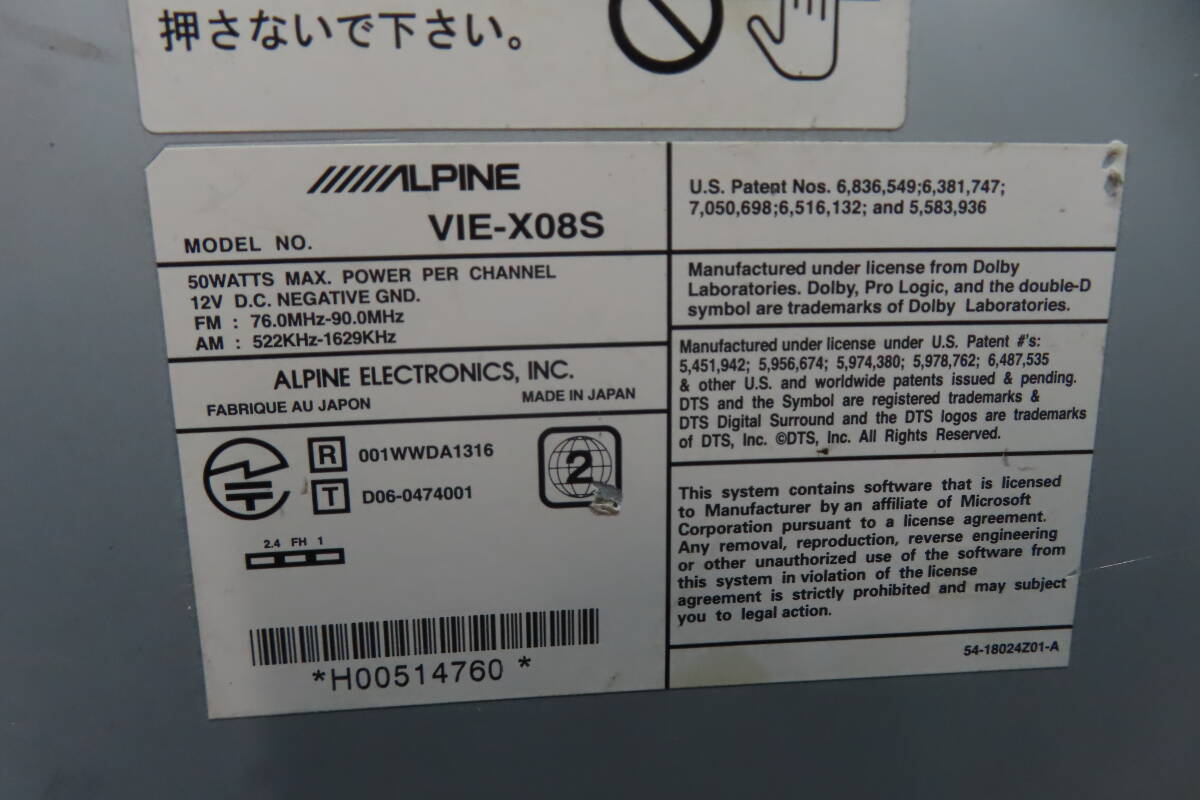 押さないで下さい。
ALPINE
MODEL NO. VIE-X08S
50WATTS MAX. POWER PER CHANNEL
12V D.C. NEGATIVE GND.
FM : 76.0MHz-90.0MHz
AM : 522KHz-1629KHz
ALPINE ELECTRONICS, INC.
FABRIQUE AU JAPON MADE IN JAPAN
R 001WWDA1316
T D06-0474001
2
2.4 FH 1
*H00514760*
U.S. Patent Nos. 6,836,549;6,381,747;
7,050,698;6,516,132; and 5,583,936
Manufactured under license from Dolby
Laboratories. Dolby, Pro Logic, and the double-D
symbol are trademarks of Dolby Laboratories.
Manufactured under license under U.S. Patent #'s:
5,451,942; 5,956,674; 5,974,380; 5,978,762; 6,487,535
& other U.S. and worldwide patents issued & pending.
DTS and the Symbol are registered trademarks &
DTS Digital Surround and the DTS logos are trademarks
of DTS, Inc. ©DTS, Inc. All Rights Reserved.
This system contains software that is licensed
to Manufacturer by an affiliate of Microsoft
Corporation pursuant to a license agreement.
Any removal, reproduction, reverse engineering
or other unauthorized use of the software from
this system in violation of the license
agreement is strictly prohibited and may subject
you to legal action.
54-18024Z01-A